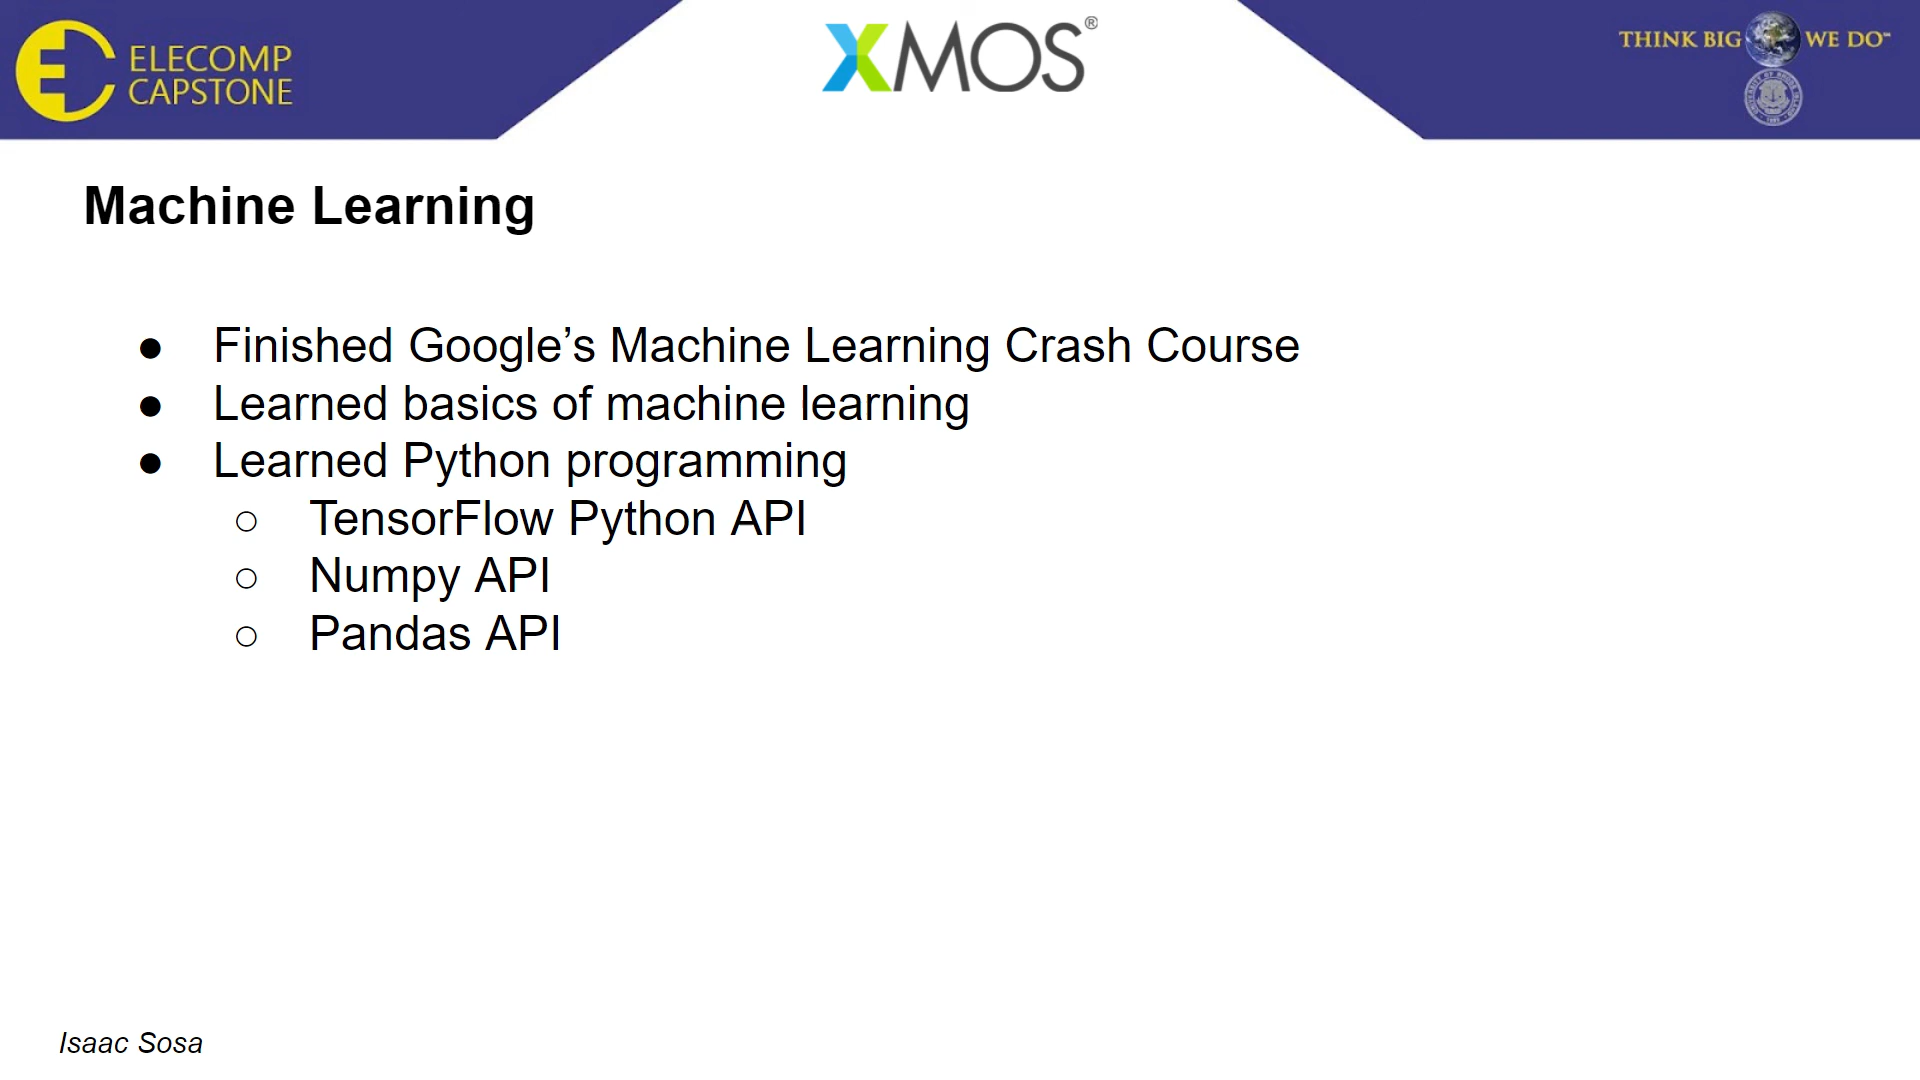 ELECOMP
CAPSTONE
XMOS®
THINK BIG WE DO™
Machine Learning
● Finished Google’s Machine Learning Crash Course
● Learned basics of machine learning
● Learned Python programming
○ TensorFlow Python API
○ Numpy API
○ Pandas API
Isaac Sosa